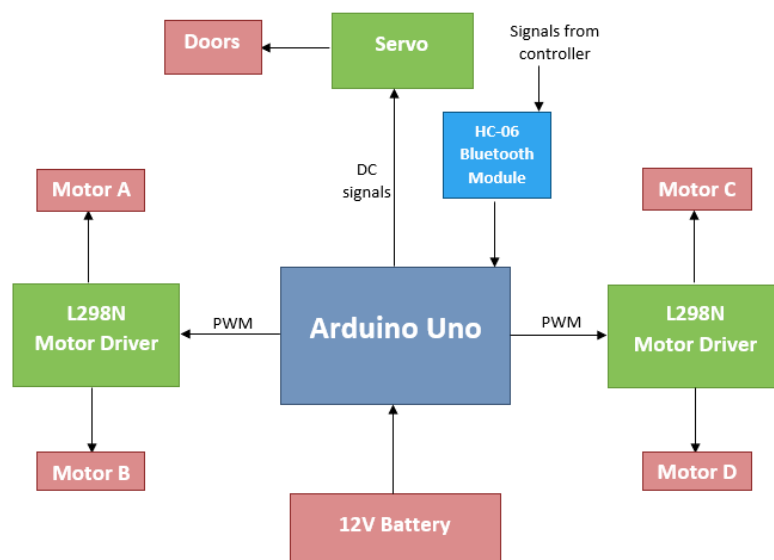 Doors
Servo
Signals from
controller
HC-06
Bluetooth
Module
DC
signals
Motor A
Motor C
L298N
Motor Driver
PWM
Arduino Uno
PWM
L298N
Motor Driver
Motor B
Motor D
12V Battery